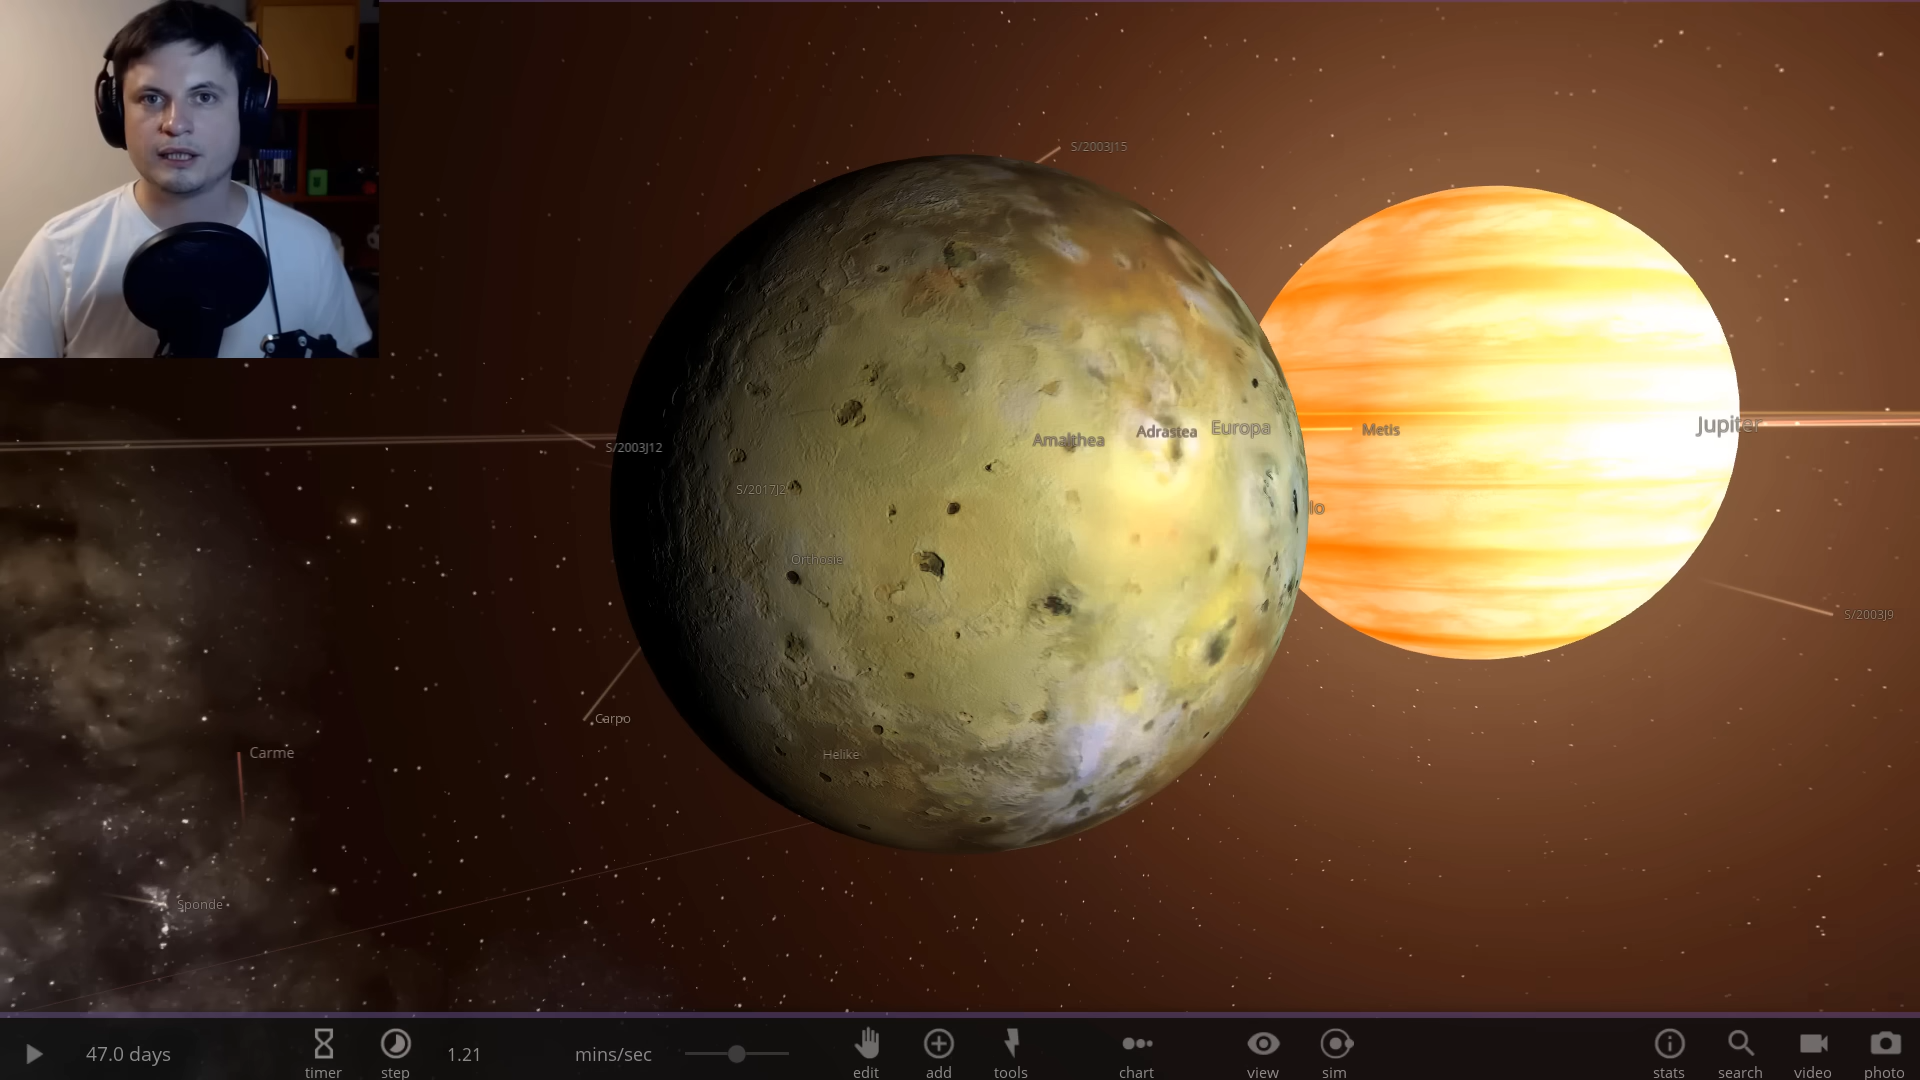 S/2003J15
Amalthea
Adrastea
Europa
Metis
Jupiter
S/2003J12
S/2017J2
Io
Orthosie
S/2003J9
Carpo
Carme
Helike
Sponde
47.0 days
timer
step
1.21
mins/sec
edit
add
tools
chart
view
sim
stats
search
video
photo